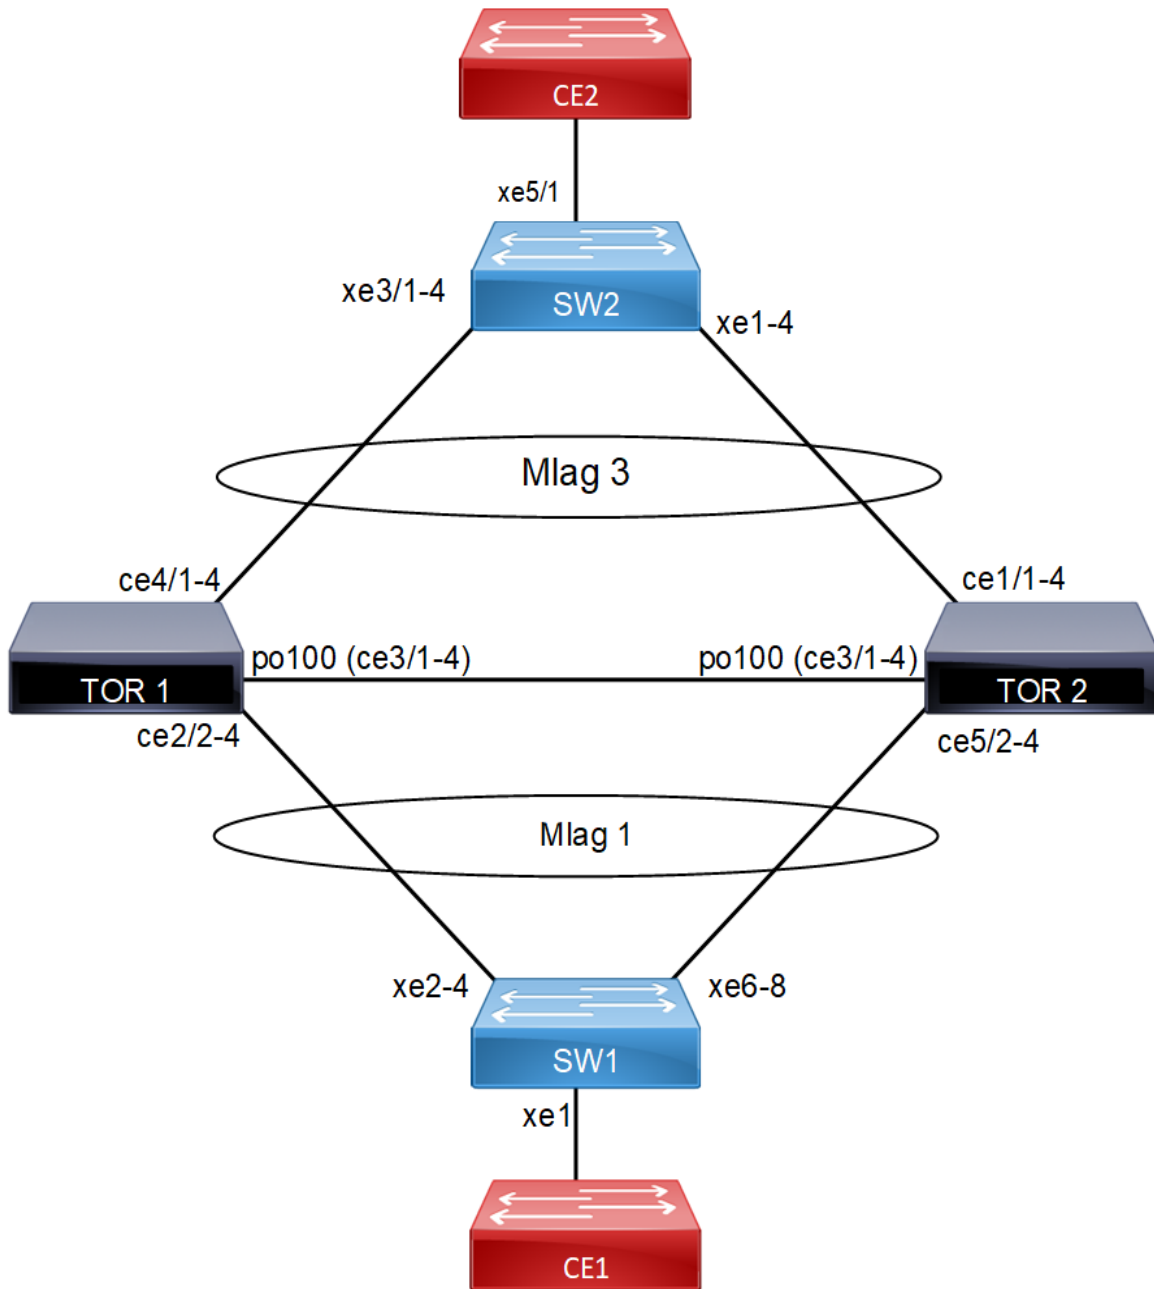 CE2
xe5/1
xe3/1-4
SW2
xe1-4
Mlag 3
ce4/1-4
ce1/1-4
po100 (ce3/1-4)
po100 (ce3/1-4)
TOR 1
TOR 2
ce2/2-4
ce5/2-4
Mlag 1
xe2-4
xe6-8
SW1
xe1
CE1